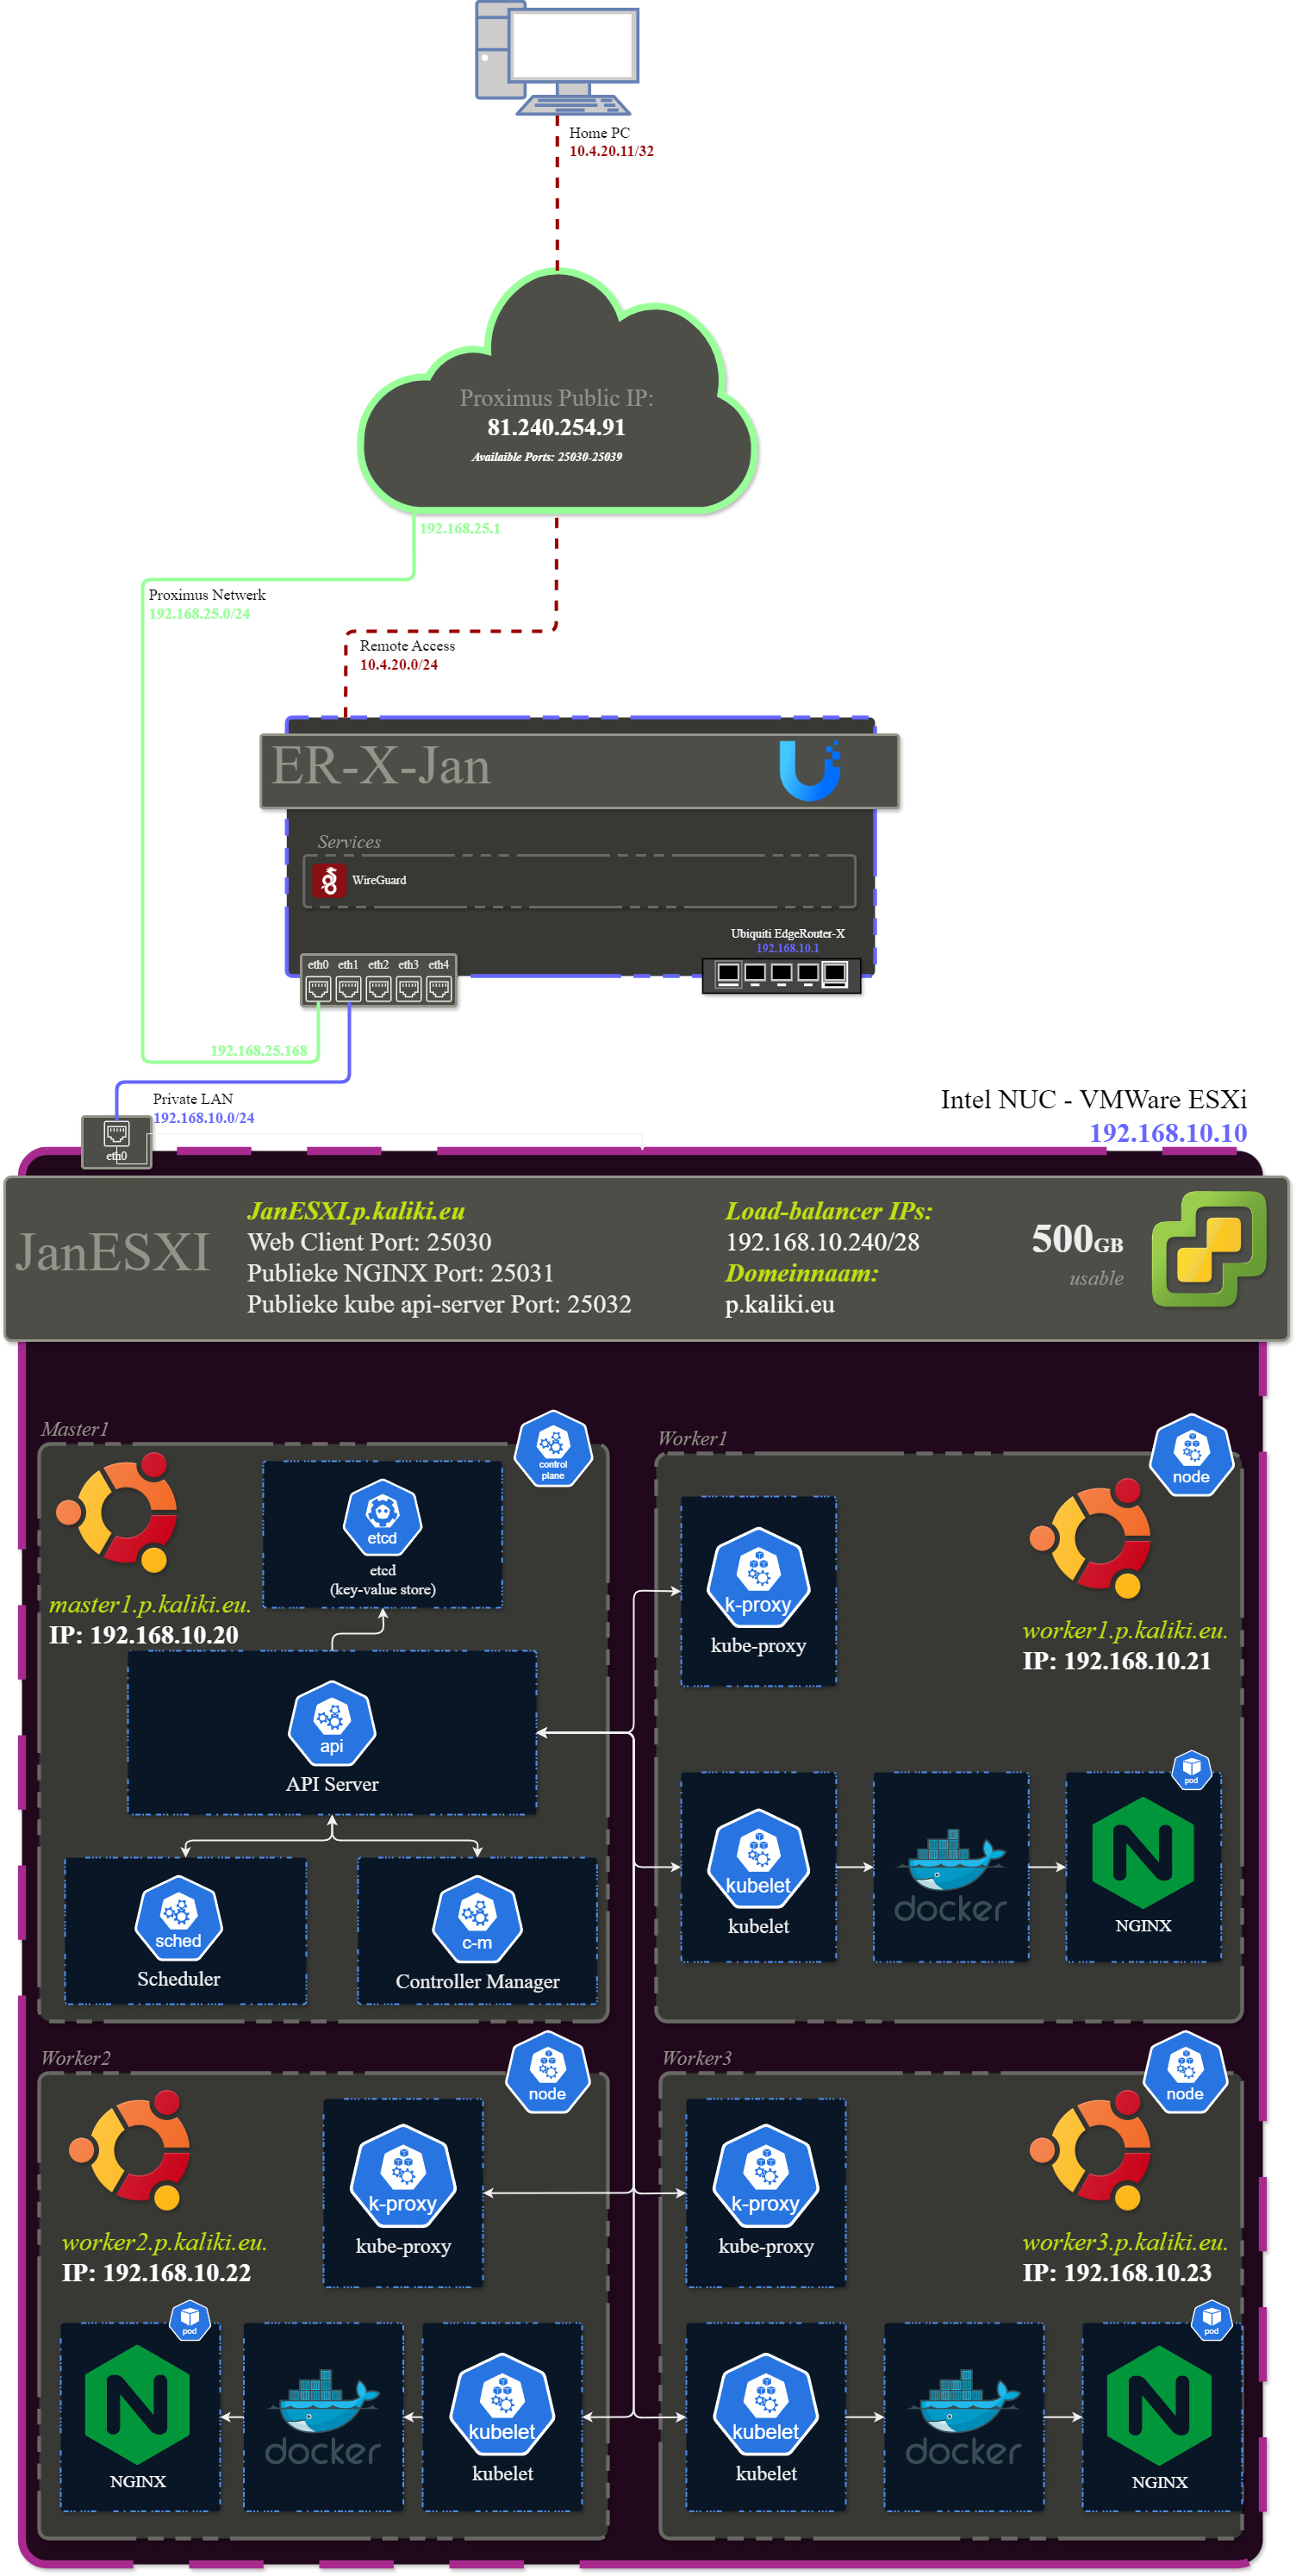 Home PC
10.4.20.11/32
Proximus Public IP:
81.240.254.91
Availaible Ports: 25030-25039
192.168.25.1
Proximus Netwerk
192.168.25.0/24
Remote Access
10.4.20.0/24
ER-X-Jan
Services
WireGuard
Ubiquiti EdgeRouter-X
192.168.10.1
eth0 eth1 eth2 eth3 eth4
192.168.25.168
Private LAN
192.168.10.0/24
eth0
Intel NUC - VMWare ESXi
192.168.10.10
JanESXI
JanESXI.p.kaliki.eu
Web Client Port: 25030
Publieke NGINX Port: 25031
Publieke kube api-server Port: 25032
Load-balancer IPs:
192.168.10.240/28
Domeinnaam:
p.kaliki.eu
500GB
usable
Master1
control
plane
etcd
etcd
(key-value store)
master1.p.kaliki.eu.
IP: 192.168.10.20
api
API Server
sched
Scheduler
c-m
Controller Manager
Worker1
node
k-proxy
kube-proxy
worker1.p.kaliki.eu.
IP: 192.168.10.21
kubelet
kubelet
docker
pod
NGINX
Worker2
node
k-proxy
kube-proxy
worker2.p.kaliki.eu.
IP: 192.168.10.22
pod
NGINX
docker
kubelet
kubelet
Worker3
node
k-proxy
kube-proxy
worker3.p.kaliki.eu.
IP: 192.168.10.23
kubelet
kubelet
docker
pod
NGINX